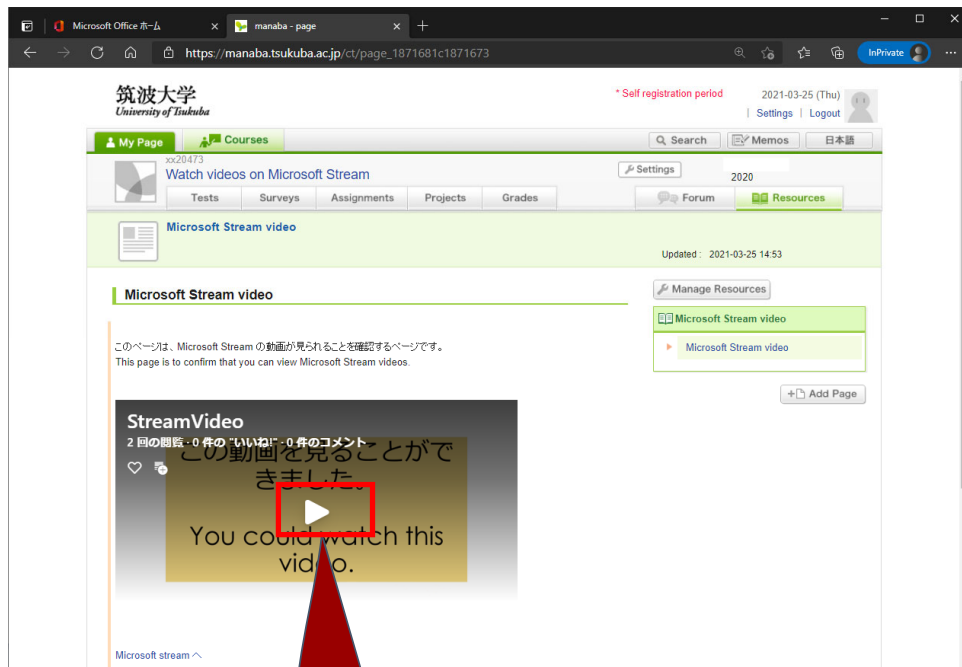 Microsoft Office ホーム
manaba - page
https://manaba.tsukuba.ac.jp/ct/page_1871681c1871673
InPrivate
筑波大学
University of Tsukuba
* Self registration period
2021-03-25 (Thu)
Settings | Logout
My Page
Courses
Search
Memos
日本語
xx20473
Watch videos on Microsoft Stream
Settings
2020
Tests
Surveys
Assignments
Projects
Grades
Forum
Resources
Microsoft Stream video
Updated : 2021-03-25 14:53
Microsoft Stream video
Manage Resources
Microsoft Stream video
Microsoft Stream video
Add Page
このページは、Microsoft Stream の動画が見られることを確認するページです。
This page is to confirm that you can view Microsoft Stream videos.
StreamVideo
2 回の閲覧 · 0 件の "いいね!" · 0 件のコメント
この動画を見ることがで
きました。
You could watch this
video.
Microsoft stream